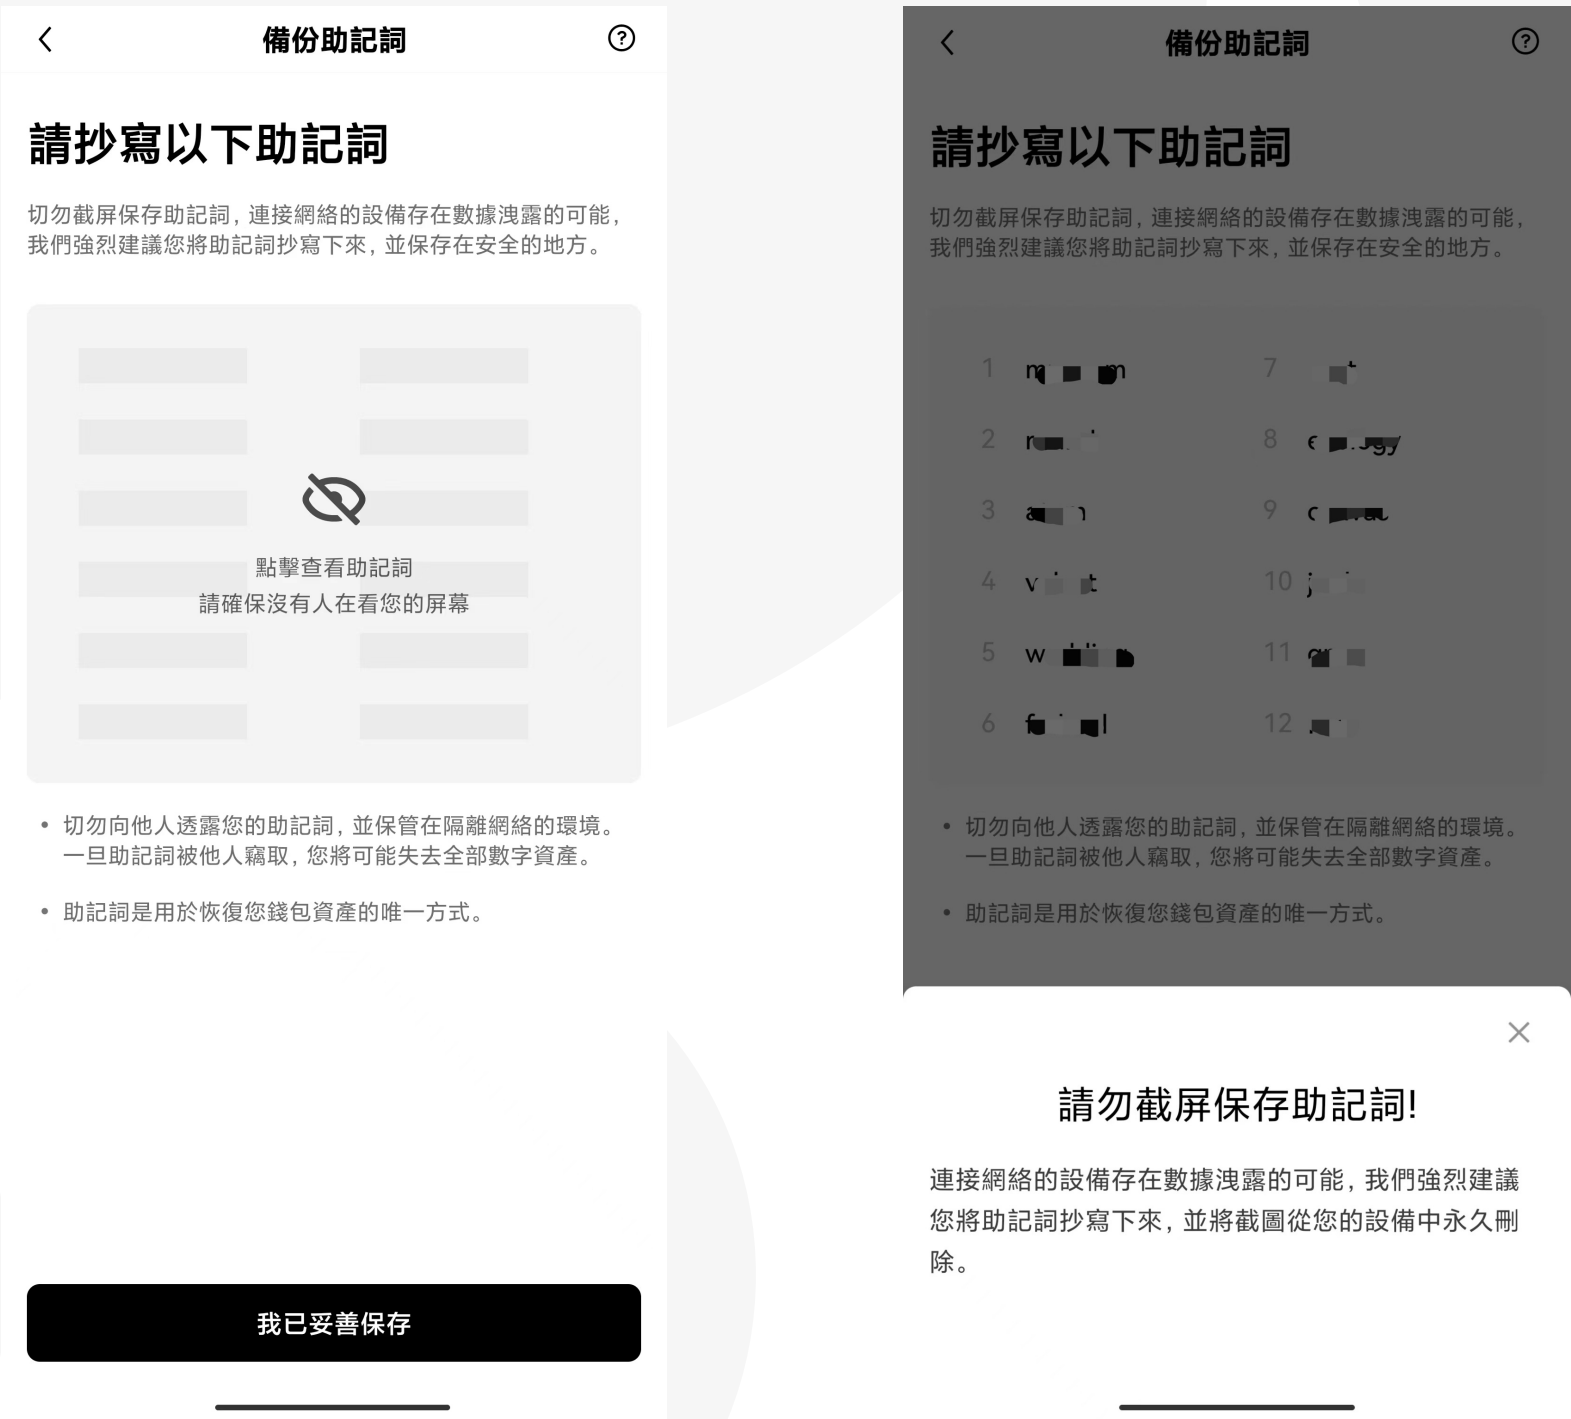 備份助記詞
請抄寫以下助記詞
切勿截屏保存助記詞，連接網絡的設備存在數據洩露的可能，
我們強烈建議您將助記詞抄寫下來，並保存在安全的地方。
點擊查看助記詞
請確保沒有人在看您的屏幕
• 切勿向他人透露您的助記詞，並保管在隔離網絡的環境。
一旦助記詞被他人竊取，您將可能失去全部數字資產。
• 助記詞是用於恢復您錢包資產的唯一方式。
我已妥善保存
備份助記詞
請抄寫以下助記詞
切勿截屏保存助記詞，連接網絡的設備存在數據洩露的可能，
我們強烈建議您將助記詞抄寫下來，並保存在安全的地方。
1 7
2 8
3 9
4 10
5 11
6 12
• 切勿向他人透露您的助記詞，並保管在隔離網絡的環境。
一旦助記詞被他人竊取，您將可能失去全部數字資產。
• 助記詞是用於恢復您錢包資產的唯一方式。
請勿截屏保存助記詞!
連接網絡的設備存在數據洩露的可能，我們強烈建議
您將助記詞抄寫下來，並將截圖從您的設備中永久刪
除。